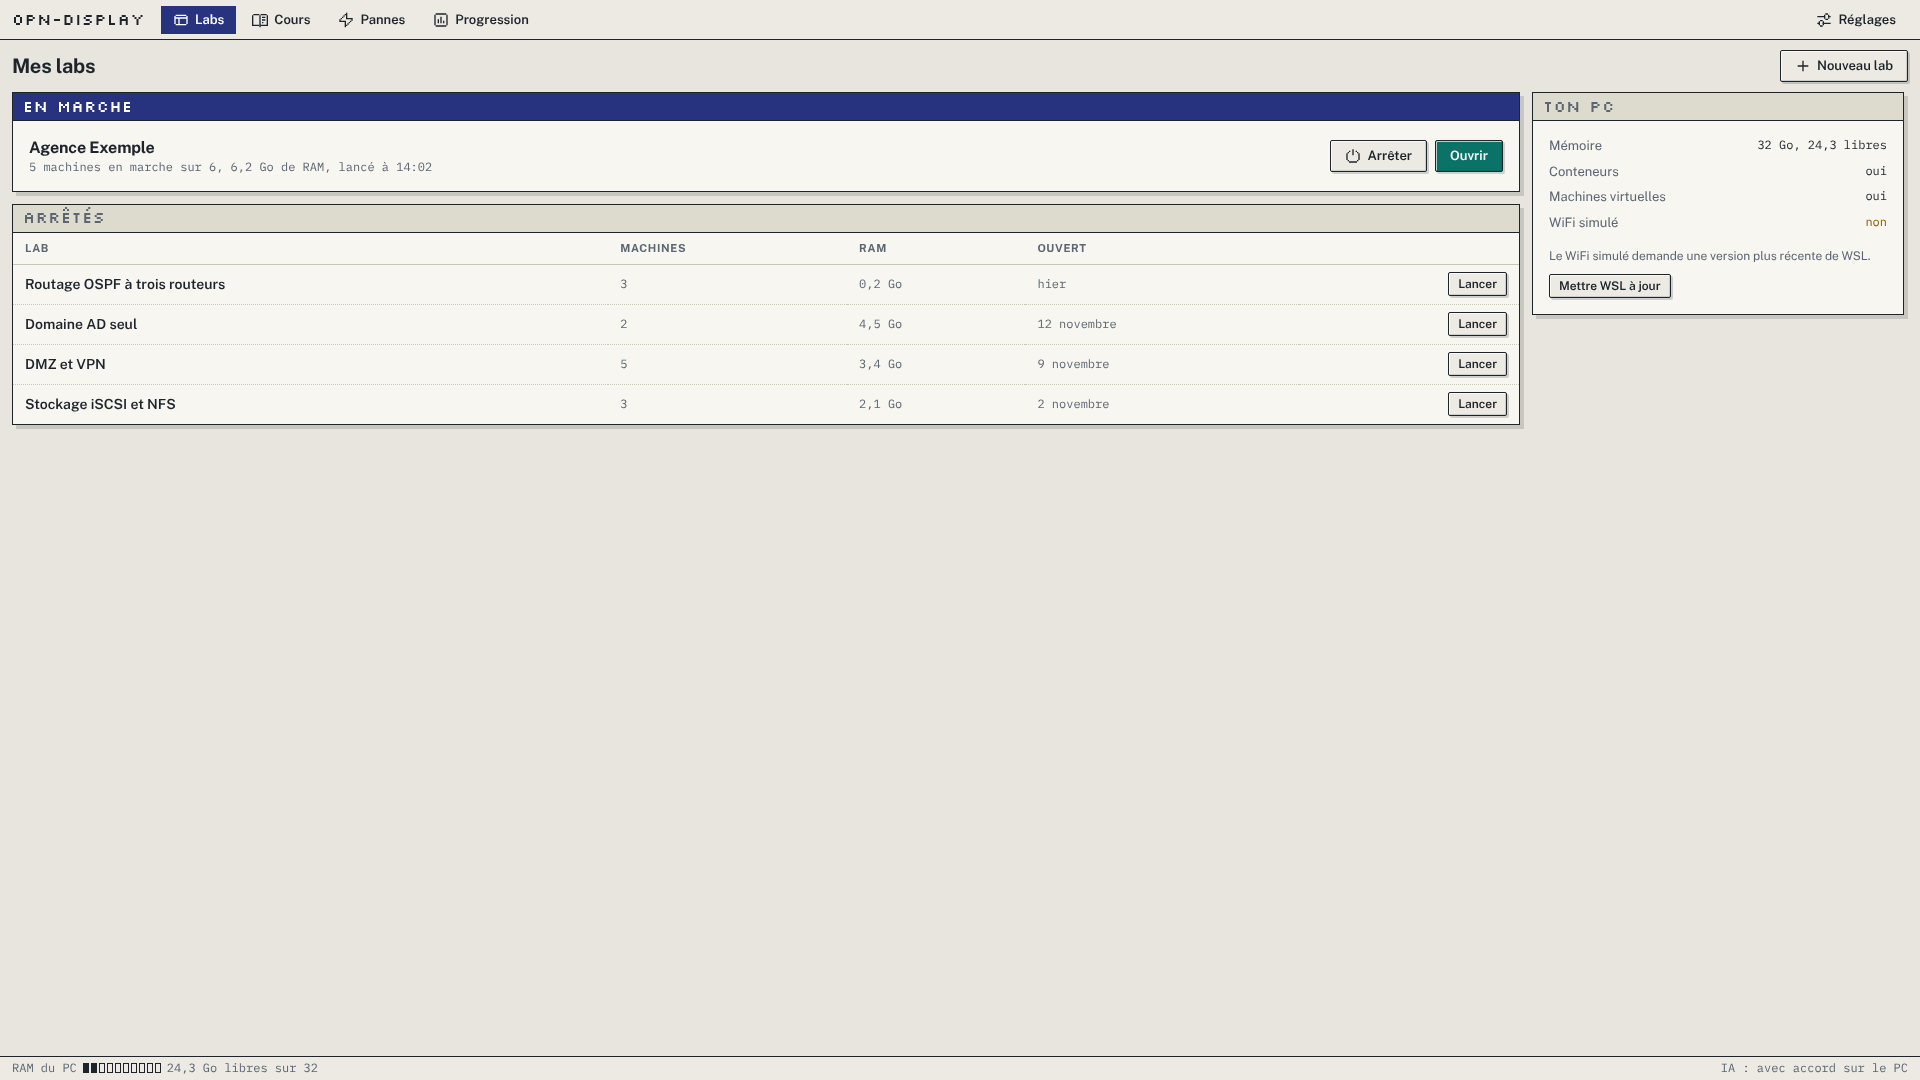 OPN-DISPLAY Labs Cours Pannes Progression Réglages
Mes labs Nouveau lab
EN MARCHE
Agence Exemple
5 machines en marche sur 6, 6,2 Go de RAM, lancé à 14:02
Arrêter Ouvrir
ARRÊTÉS
LAB MACHINES RAM OUVERT
Routage OSPF à trois routeurs 3 0,2 Go hier Lancer
Domaine AD seul 2 4,5 Go 12 novembre Lancer
DMZ et VPN 5 3,4 Go 9 novembre Lancer
Stockage iSCSI et NFS 3 2,1 Go 2 novembre Lancer
TON PC
Mémoire 32 Go, 24,3 libres
Conteneurs oui
Machines virtuelles oui
WiFi simulé non
Le WiFi simulé demande une version plus récente de WSL.
Mettre WSL à jour
RAM du PC 24,3 Go libres sur 32 IA : avec accord sur le PC